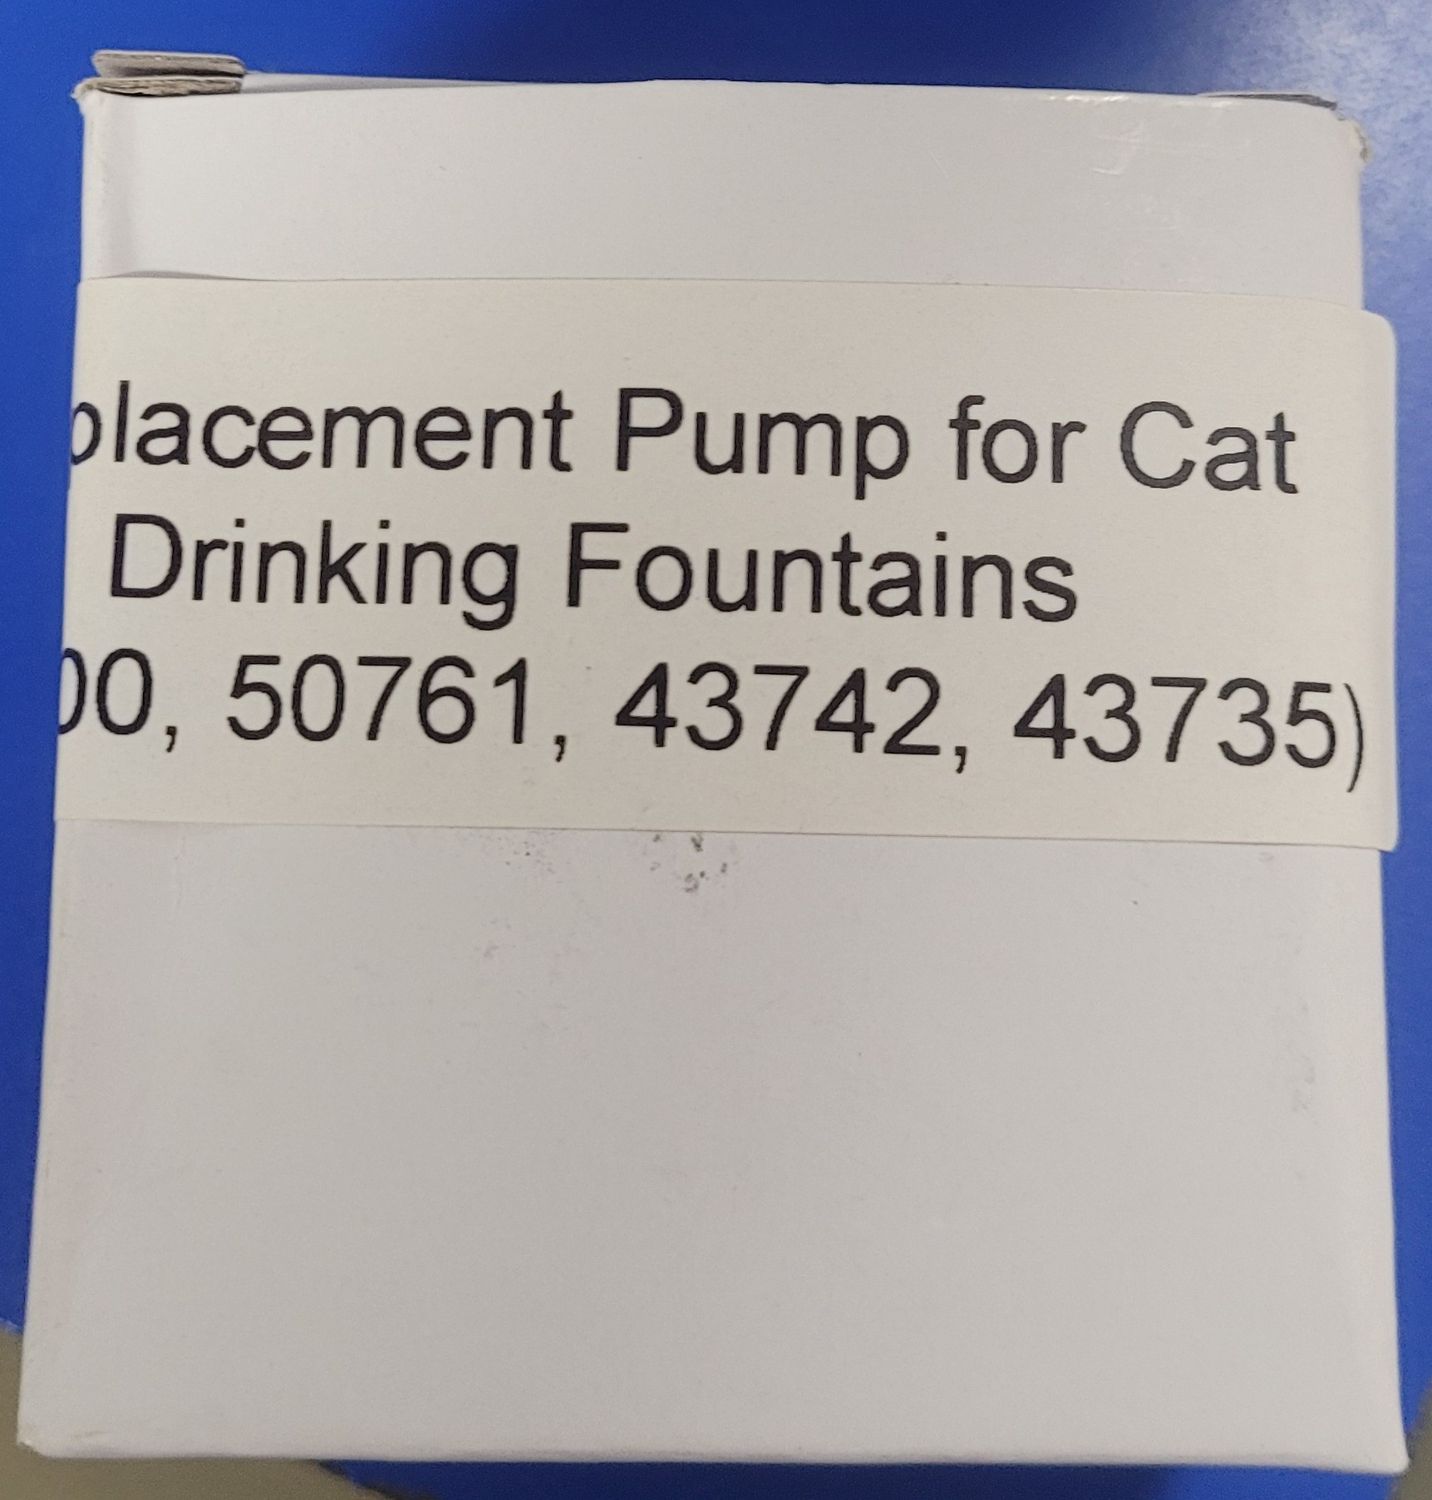 placement Pump for Cat
Drinking Fountains
00, 50761, 43742, 43735)